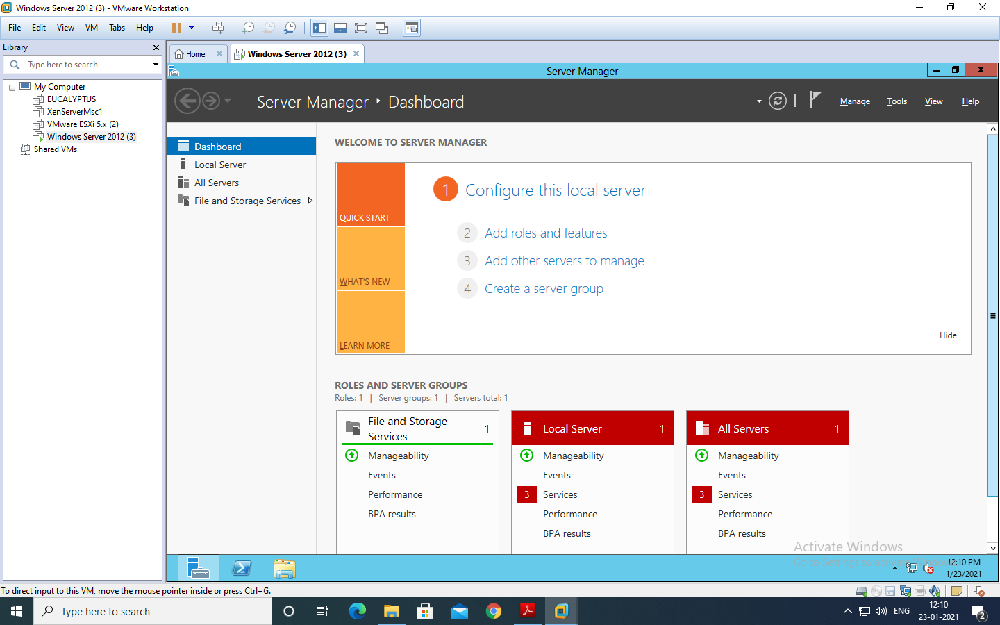 Windows Server 2012 (3) - VMware Workstation
File Edit View VM Tabs Help
Library
Type here to search
My Computer
EUCALYPTUS
XenServerMsc1
VMware ESXi 5.x (2)
Windows Server 2012 (3)
Shared VMs
Home
Windows Server 2012 (3)
Server Manager
Server Manager Dashboard
Manage Tools View Help
Dashboard
Local Server
All Servers
File and Storage Services
WELCOME TO SERVER MANAGER
QUICK START
WHAT'S NEW
LEARN MORE
1 Configure this local server
2 Add roles and features
3 Add other servers to manage
4 Create a server group
Hide
ROLES AND SERVER GROUPS
Roles: 1 | Server groups: 1 | Servers total: 1
File and Storage
Services
1
Manageability
Events
Performance
BPA results
Local Server 1
Manageability
Events
3 Services
Performance
BPA results
All Servers 1
Manageability
Events
3 Services
Performance
BPA results
Activate Windows
Go to Settings to activate
12:10 PM
1/23/2021
To direct input to this VM, move the mouse pointer inside or press Ctrl+G.
Type here to search
ENG
12:10
23-01-2021
2